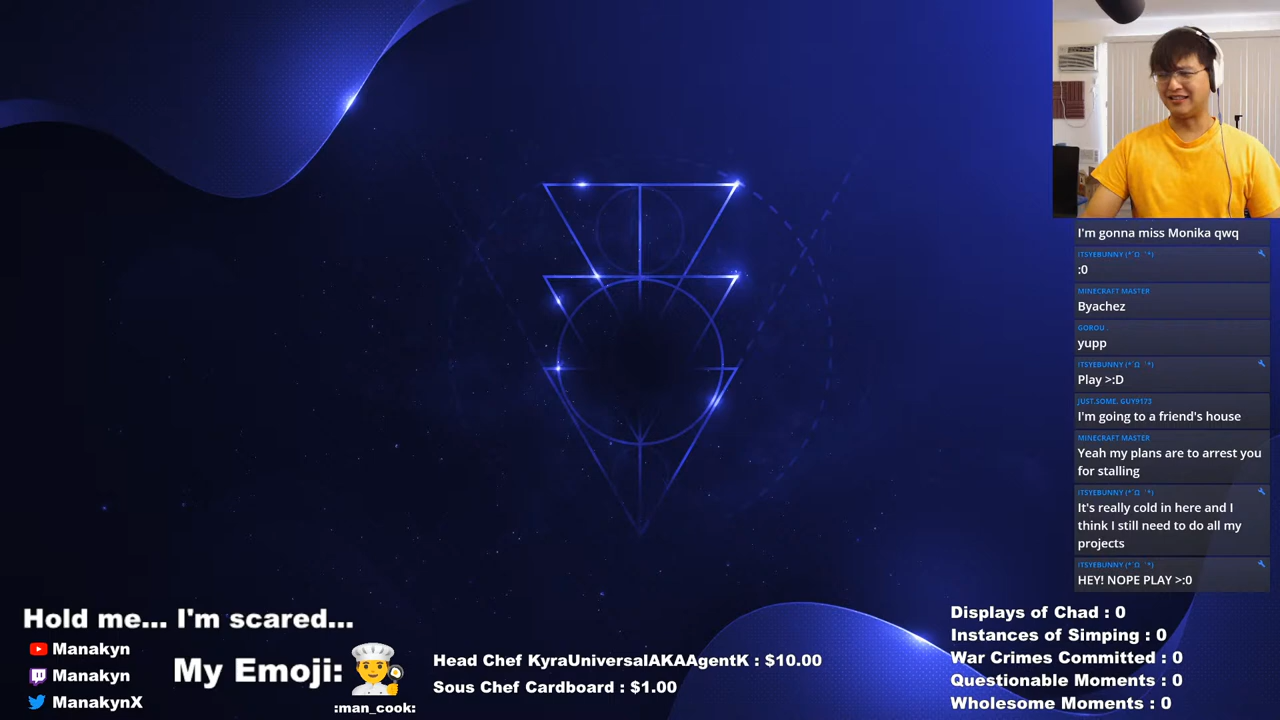 I'm gonna miss Monika qwq
:0
MINECRAFT MASTER
Byachez
GOROU .
yupp
Play >:D
JUST.SOME. GUY9173
I'm going to a friend's house
MINECRAFT MASTER
Yeah my plans are to arrest you
for stalling
It's really cold in here and I
think I still need to do all my
projects
HEY! NOPE PLAY >:0
Hold me... I'm scared...
Manakyn
Manakyn
ManakynX
My Emoji:
:man_cook:
Head Chef KyraUniversalAKAAgentK : $10.00
Sous Chef Cardboard : $1.00
Displays of Chad : 0
Instances of Simping : 0
War Crimes Committed : 0
Questionable Moments : 0
Wholesome Moments : 0